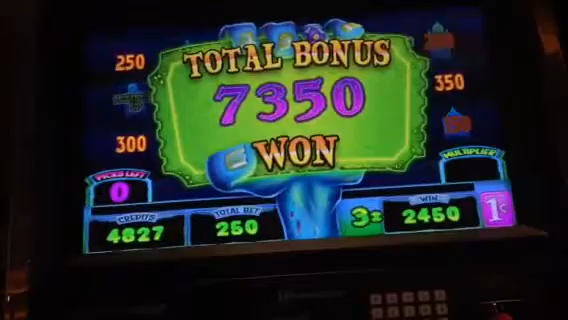 TOTAL BONUS
7350
WON
250
300
350
PICKS LEFT
0
MULTIPLIER
CREDITS
4827
TOTAL BET
250
3x
WIN
2450
1¢